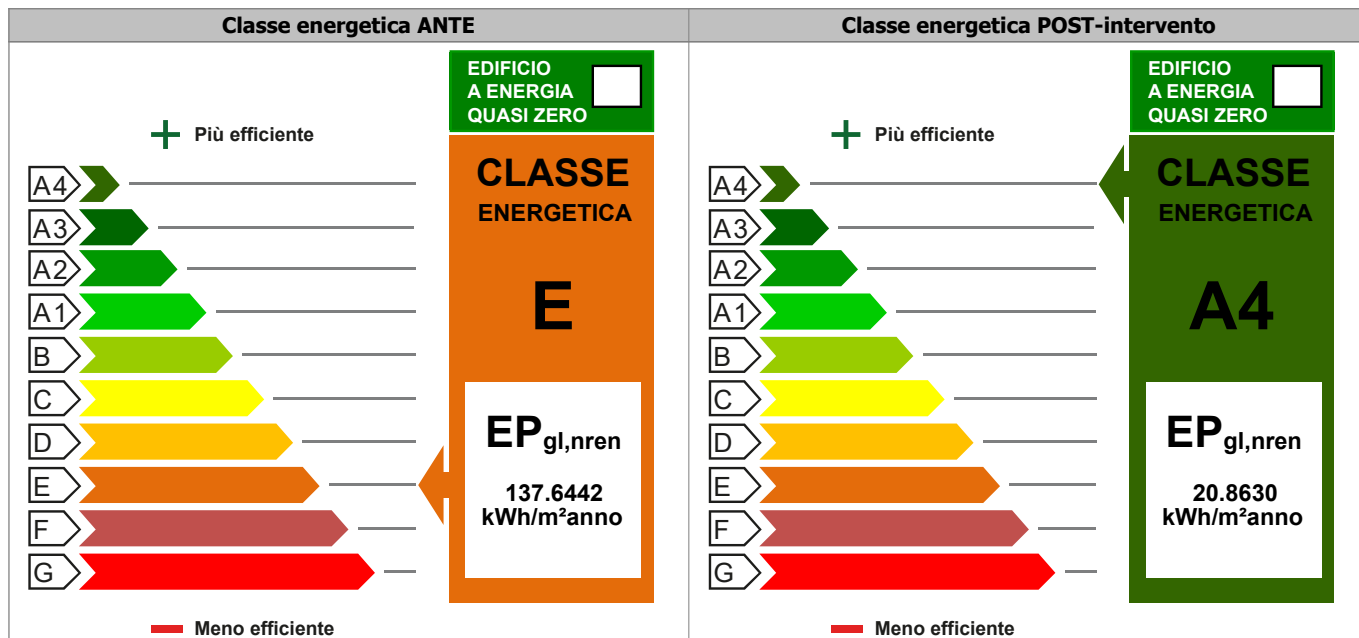 Classe energetica ANTE
EDIFICIO
A ENERGIA
QUASI ZERO
Più efficiente
CLASSE
ENERGETICA
E
EPgl,nren
137.6442
kWh/m²anno
A4
A3
A2
A1
B
C
D
E
F
G
Meno efficiente
Classe energetica POST-intervento
EDIFICIO
A ENERGIA
QUASI ZERO
Più efficiente
CLASSE
ENERGETICA
A4
EPgl,nren
20.8630
kWh/m²anno
A4
A3
A2
A1
B
C
D
E
F
G
Meno efficiente